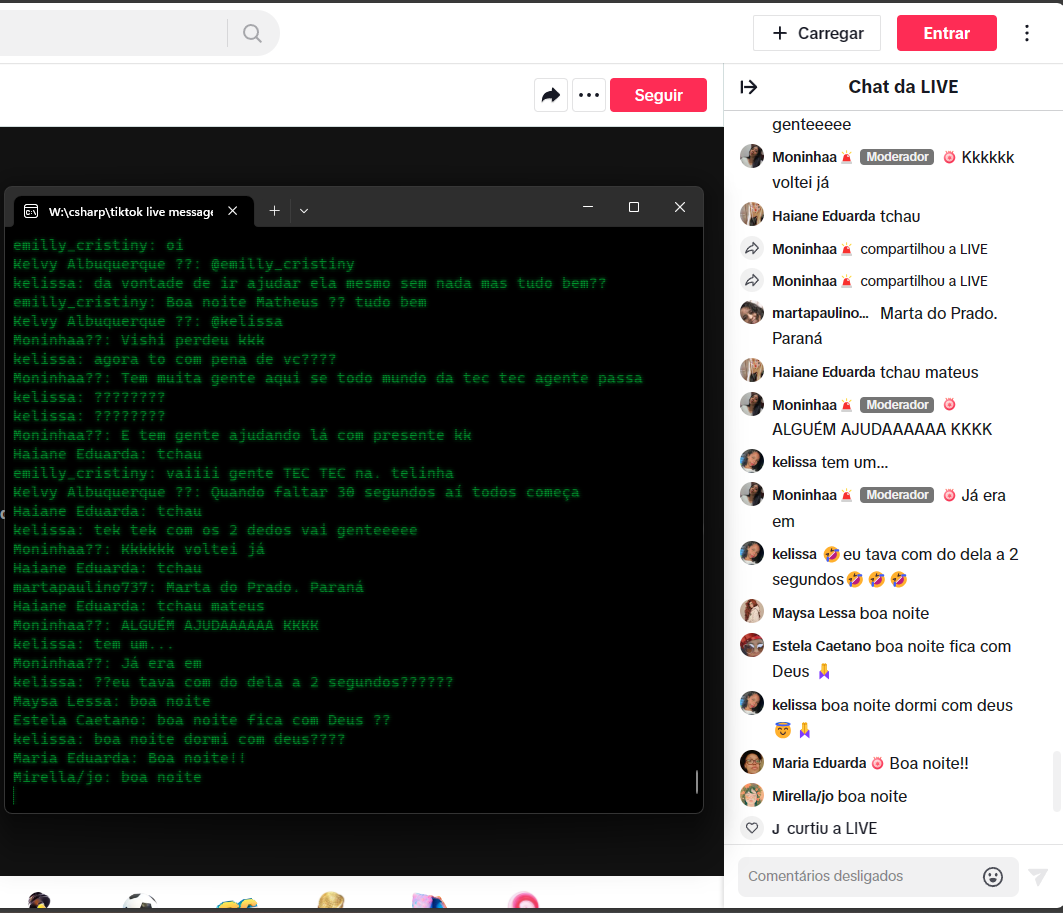 Carregar
Entrar
Seguir
Chat da LIVE
W:\csharp\tiktok live message
emilly_cristiny: oi
Kelvy Albuquerque ??: @emilly_cristiny
kelissa: da vontade de ir ajudar ela mesmo sem nada mas tudo bem??
emilly_cristiny: Boa noite Matheus ?? tudo bem
Kelvy Albuquerque ??: @kelissa
Moninhaa??: Vishi perdeu kkk
kelissa: agora to com pena de vc????
Moninhaa??: Tem muita gente aqui se todo mundo da tec tec agente passa
kelissa: ????????
kelissa: ????????
Moninhaa??: E tem gente ajudando lá com presente kk
Haiane Eduarda: tchau
emilly_cristiny: vaiiii gente TEC TEC na. telinha
Kelvy Albuquerque ??: Quando faltar 30 segundos aí todos começa
Haiane Eduarda: tchau
kelissa: tek tek com os 2 dedos vai genteeeeee
Moninhaa??: Kkkkkk voltei já
Haiane Eduarda: tchau
martapaulino737: Marta do Prado. Paraná
Haiane Eduarda: tchau mateus
Moninhaa??: ALGUÉM AJUDAAAAAA KKKK
kelissa: tem um...
Moninhaa??: Já era em
kelissa: ??eu tava com do dela a 2 segundos??????
Maysa Lessa: boa noite
Estela Caetano: boa noite fica com Deus ??
kelissa: boa noite dormi com deus????
Maria Eduarda: Boa noite!!
Mirella/jo: boa noite
genteeeee
Moninhaa🚨 Moderador Kkkkkk
voltei já
Haiane Eduarda tchau
Moninhaa🚨 compartilhou a LIVE
Moninhaa🚨 compartilhou a LIVE
martapaulino... Marta do Prado.
Paraná
Haiane Eduarda tchau mateus
Moninhaa🚨 Moderador
ALGUÉM AJUDAAAAAA KKKK
kelissa tem um...
Moninhaa🚨 Moderador Já era
em
kelissa 🤣eu tava com do dela a 2
segundos🤣🤣🤣
Maysa Lessa boa noite
Estela Caetano boa noite fica com
Deus 🙏
kelissa boa noite dormi com deus
😇🙏
Maria Eduarda Boa noite!!
Mirella/jo boa noite
J curtiu a LIVE
Comentários desligados